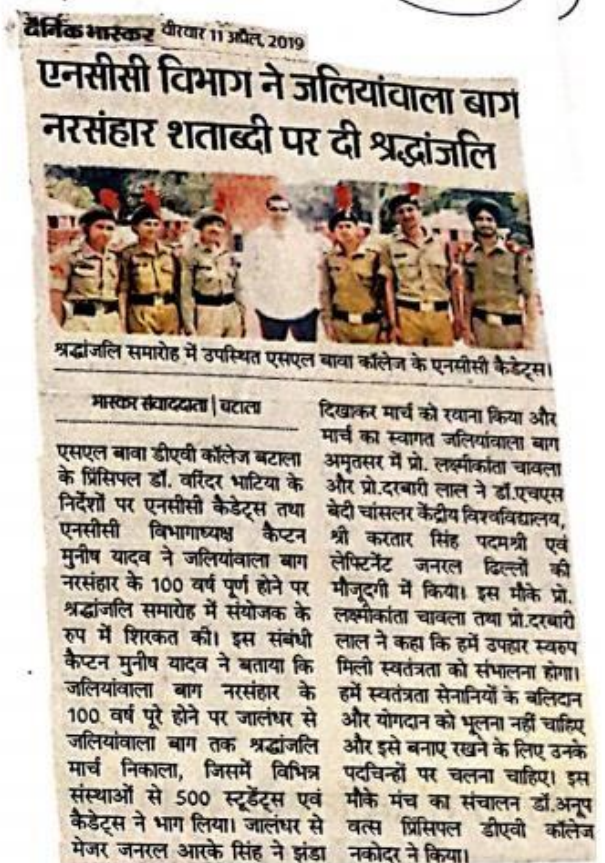 दैनिक भास्कर वीरवार 11 अप्रैल, 2019
एनसीसी विभाग ने जलियांवाला बाग
नरसंहार शताब्दी पर दी श्रद्धांजलि
श्रद्धांजलि समारोह में उपस्थित एसएल बावा कॉलेज के एनसीसी कैडेट्स।
भास्कर संवाददाता | बटाला
एसएल बावा डीएवी कॉलेज बटाला
के प्रिंसिपल डॉ. वरिंदर भाटिया के
निर्देशों पर एनसीसी कैडेट्स तथा
एनसीसी विभागाध्यक्ष कैप्टन
मुनीष यादव ने जलियांवाला बाग
नरसंहार के 100 वर्ष पूर्ण होने पर
श्रद्धांजलि समारोह में संयोजक के
रुप में शिरकत की। इस संबंधी
कैप्टन मुनीष यादव ने बताया कि
जलियांवाला बाग नरसंहार के
100 वर्ष पूरे होने पर जालंधर से
जलियांवाला बाग तक श्रद्धांजलि
मार्च निकाला, जिसमें विभिन्न
संस्थाओं से 500 स्टूडेंट्स एवं
कैडेट्स ने भाग लिया। जालंधर से
मेजर जनरल आरके सिंह ने झंडा
दिखाकर मार्च को रवाना किया और
मार्च का स्वागत जलियांवाला बाग
अमृतसर में प्रो. लक्ष्मीकांता चावला
और प्रो.दरबारी लाल ने डॉ.एचएस
बेदी चांसलर केंद्रीय विश्वविद्यालय,
श्री करतार सिंह पदमश्री एवं
लेफ्टिनेंट जनरल ढिल्लों की
मौजूदगी में किया। इस मौके प्रो.
लक्ष्मीकांता चावला तथा प्रो.दरबारी
लाल ने कहा कि हमें उपहार स्वरुप
मिली स्वतंत्रता को संभालना होगा।
हमें स्वतंत्रता सेनानियों के बलिदान
और योगदान को भूलना नहीं चाहिए
और इसे बनाए रखने के लिए उनके
पदचिन्हों पर चलना चाहिए। इस
मौके मंच का संचालन डॉ.अनूप
वत्स प्रिंसिपल डीएवी कॉलेज
नकोदर ने किया।